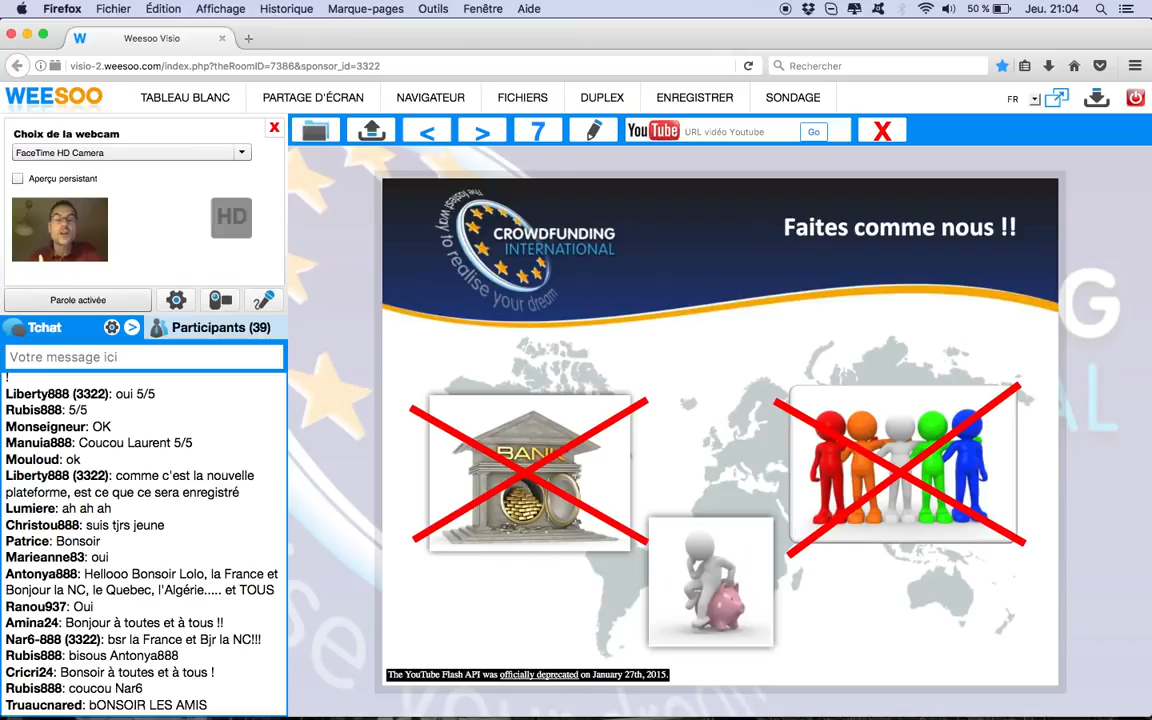 Firefox Fichier Édition Affichage Historique Marque-pages Outils Fenêtre Aide 50 % Jeu. 21:04
W Weesoo Visio
visio-2.weesoo.com/index.php?theRoomID=7386&sponsor_id=3322
Rechercher
WEESOO TABLEAU BLANC PARTAGE D'ÉCRAN NAVIGATEUR FICHIERS DUPLEX ENREGISTRER SONDAGE FR
Choix de la webcam X
FaceTime HD Camera
Aperçu persistant
HD
Parole activée
< > 7 YouTube URL vidéo Youtube Go X
Tchat > Participants (39)
Votre message ici
!
Liberty888 (3322): oui 5/5
Rubis888: 5/5
Monseigneur: OK
Manuia888: Coucou Laurent 5/5
Mouloud: ok
Liberty888 (3322): comme c'est la nouvelle
plateforme, est ce que ce sera enregistré
Lumiere: ah ah ah
Christou888: suis tjrs jeune
Patrice: Bonsoir
Marieanne83: oui
Antonya888: Hellooo Bonsoir Lolo, la France et
Bonjour la NC, le Quebec, l'Algérie..... et TOUS
Ranou937: Oui
Amina24: Bonjour à toutes et à tous !!
Nar6-888 (3322): bsr la France et Bjr la NC!!!
Rubis888: bisous Antonya888
Cricri24: Bonsoir à toutes et à tous !
Rubis888: coucou Nar6
Truaucnared: bONSOIR LES AMIS
the fastest way to realise your dream
CROWDFUNDING
INTERNATIONAL
Faites comme nous !!
BANK
The YouTube Flash API was officially deprecated on January 27th, 2015.